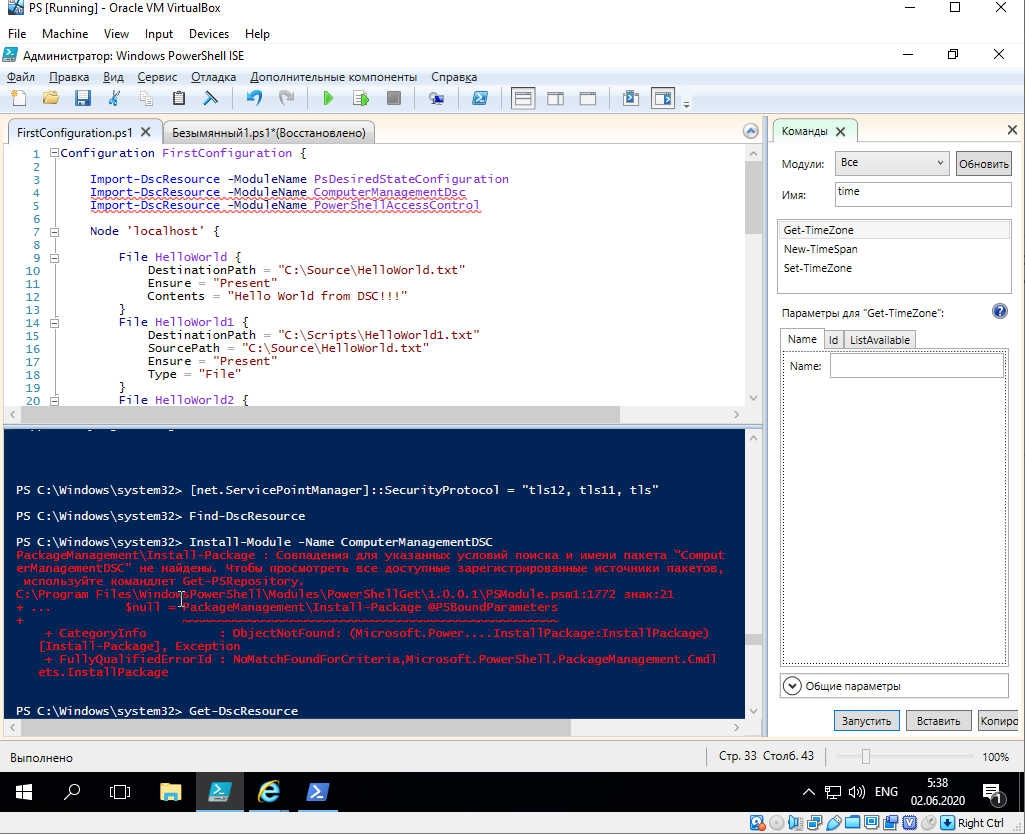 PS [Running] - Oracle VM VirtualBox
File Machine View Input Devices Help
Администратор: Windows PowerShell ISE
Файл Правка Вид Сервис Отладка Дополнительные компоненты Справка
FirstConfiguration.ps1
Безымянный1.ps1*(Восстановлено)
1 Configuration FirstConfiguration {
2
3 Import-DscResource -ModuleName PsDesiredStateConfiguration
4 Import-DscResource -ModuleName ComputerManagementDsc
5 Import-DscResource -ModuleName PowerShellAccessControl
6
7 Node 'localhost' {
8
9 File HelloWorld {
10 DestinationPath = "C:\Source\HelloWorld.txt"
11 Ensure = "Present"
12 Contents = "Hello World from DSC!!!"
13 }
14 File HelloWorld1 {
15 DestinationPath = "C:\Scripts\HelloWorld1.txt"
16 SourcePath = "C:\Source\HelloWorld.txt"
17 Ensure = "Present"
18 Type = "File"
19 }
20 File HelloWorld2 {
PS C:\Windows\system32> [net.ServicePointManager]::SecurityProtocol = "tls12, tls11, tls"
PS C:\Windows\system32> Find-DscResource
PS C:\Windows\system32> Install-Module -Name ComputerManagementDSC
PackageManagement\Install-Package : Совпадения для указанных условий поиска и имени пакета "Comput
erManagementDSC" не найдены. Чтобы просмотреть все доступные зарегистрированные источники пакетов,
используйте командлет Get-PSRepository.
C:\Program Files\WindowsPowerShell\Modules\PowerShellGet\1.0.0.1\PSModule.psm1:1772 знак:21
+ ... $null = PackageManagement\Install-Package @PSBoundParameters
+ ~~~~~~~~~~~~~~~~~~~~~~~~~~~~~~~~~~~~~~~~~~~~~~~~~~~~
+ CategoryInfo : ObjectNotFound: (Microsoft.Power....InstallPackage:InstallPackage)
[Install-Package], Exception
+ FullyQualifiedErrorId : NoMatchFoundForCriteria,Microsoft.PowerShell.PackageManagement.Cmdl
ets.InstallPackage
PS C:\Windows\system32> Get-DscResource
Команды
Модули: Все Обновить
Имя: time
Get-TimeZone
New-TimeSpan
Set-TimeZone
Параметры для "Get-TimeZone":
Name Id ListAvailable
Name:
Общие параметры
Запустить Вставить Копиро
Выполнено Стр. 33 Столб. 43 100%
ENG 5:38
02.06.2020
1
Right Ctrl